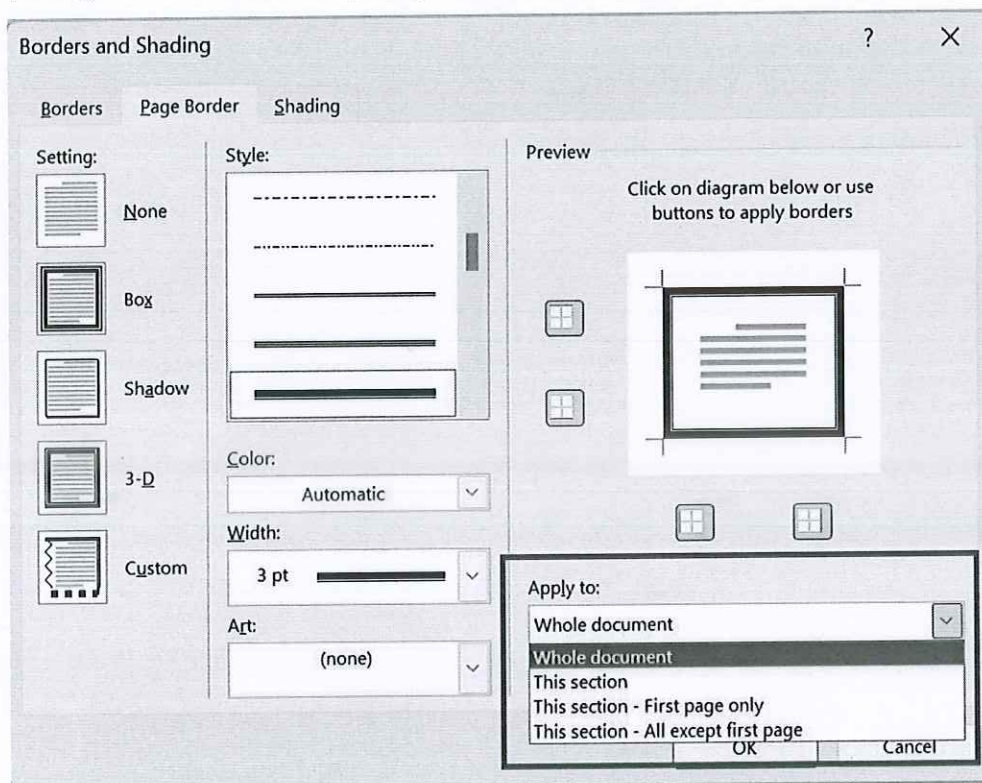 Borders and Shading
?
Borders Page Border Shading
Setting:
None
Box
Shadow
3-D
Custom
Style:
Color:
Automatic
Width:
3 pt
Art:
(none)
Preview
Click on diagram below or use
buttons to apply borders
Apply to:
Whole document
Whole document
This section
This section - First page only
This section - All except first page
OK Cancel